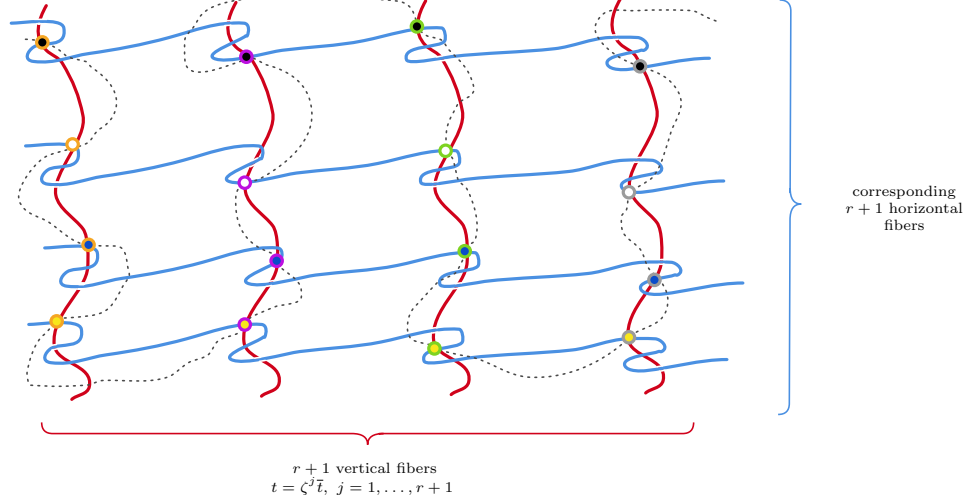 corresponding
r + 1 horizontal
fibers
r + 1 vertical fibers
t = ζ^j t̅, j = 1, . . . , r + 1